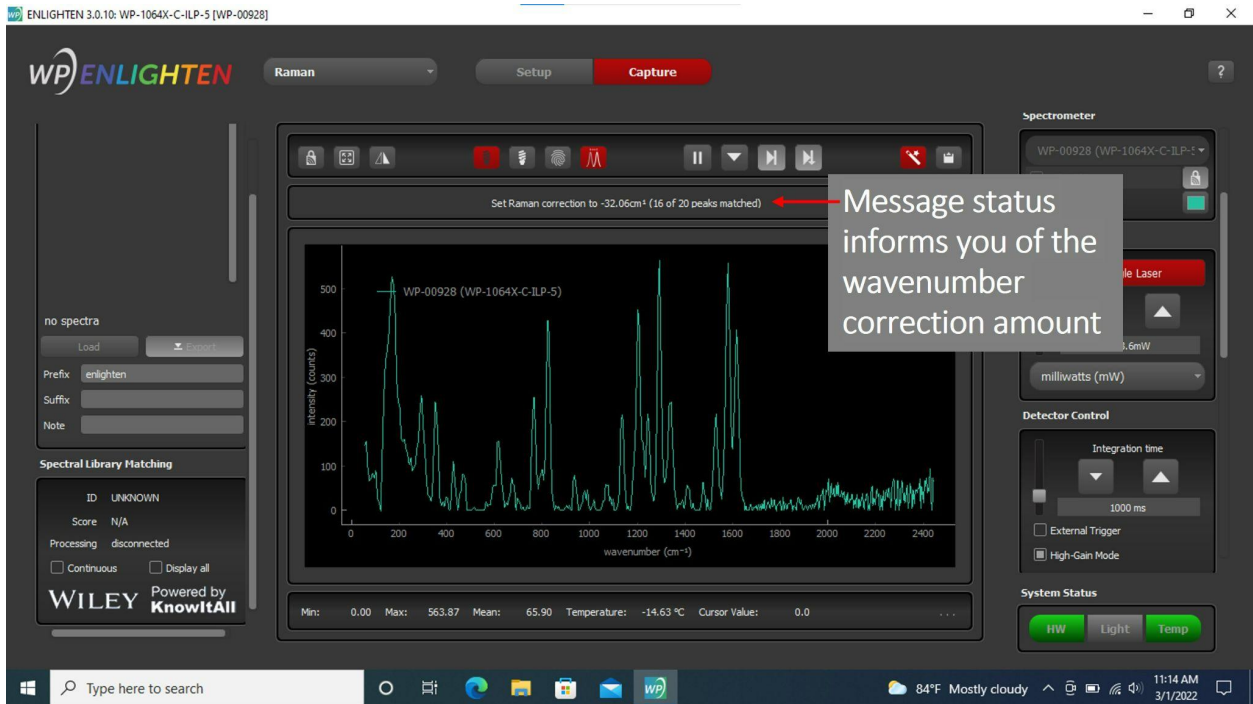 ENLIGHTEN 3.0.10: WP-1064X-C-ILP-5 [WP-00928]
WP ENLIGHTEN
Raman
Setup
Capture
?
no spectra
Load
Export
Prefix enlighten
Suffix
Note
Spectral Library Matching
ID UNKNOWN
Score N/A
Processing disconnected
Continuous Display all
WILEY Powered by KnowItAll
Set Raman correction to -32.06cm¹ (16 of 20 peaks matched)
Message status
informs you of the
wavenumber
correction amount
WP-00928 (WP-1064X-C-ILP-5)
intensity (counts)
500
400
300
200
100
0
0 200 400 600 800 1000 1200 1400 1600 1800 2000 2200 2400
wavenumber (cm⁻¹)
Min: 0.00 Max: 563.87 Mean: 65.90 Temperature: -14.63 ºC Cursor Value: 0.0 ...
Spectrometer
WP-00928 (WP-1064X-C-ILP-5
Laser
milliwatts (mW)
Detector Control
Integration time
1000 ms
External Trigger
High-Gain Mode
System Status
HW Light Temp
Type here to search
WP
84°F Mostly cloudy
11:14 AM
3/1/2022